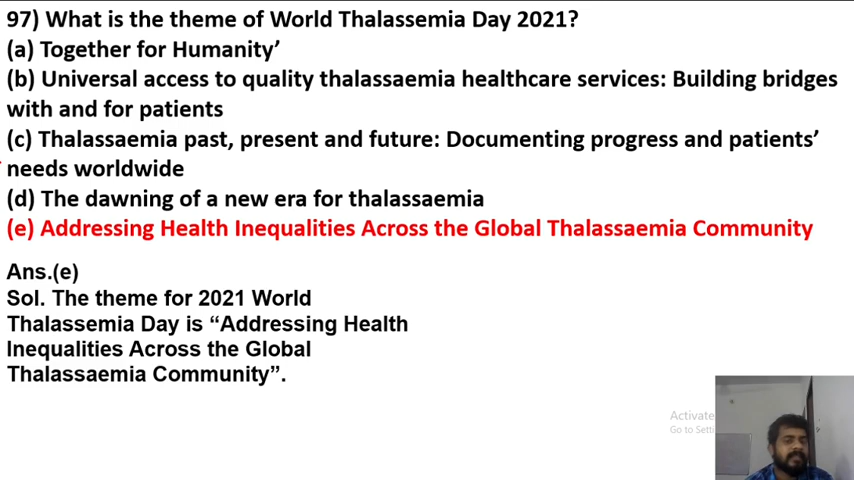 97) What is the theme of World Thalassemia Day 2021?
(a) Together for Humanity’
(b) Universal access to quality thalassaemia healthcare services: Building bridges
with and for patients
(c) Thalassaemia past, present and future: Documenting progress and patients’
needs worldwide
(d) The dawning of a new era for thalassaemia
(e) Addressing Health Inequalities Across the Global Thalassaemia Community
Ans.(e)
Sol. The theme for 2021 World
Thalassemia Day is “Addressing Health
Inequalities Across the Global
Thalassaemia Community”.
Activate
Go to Setti